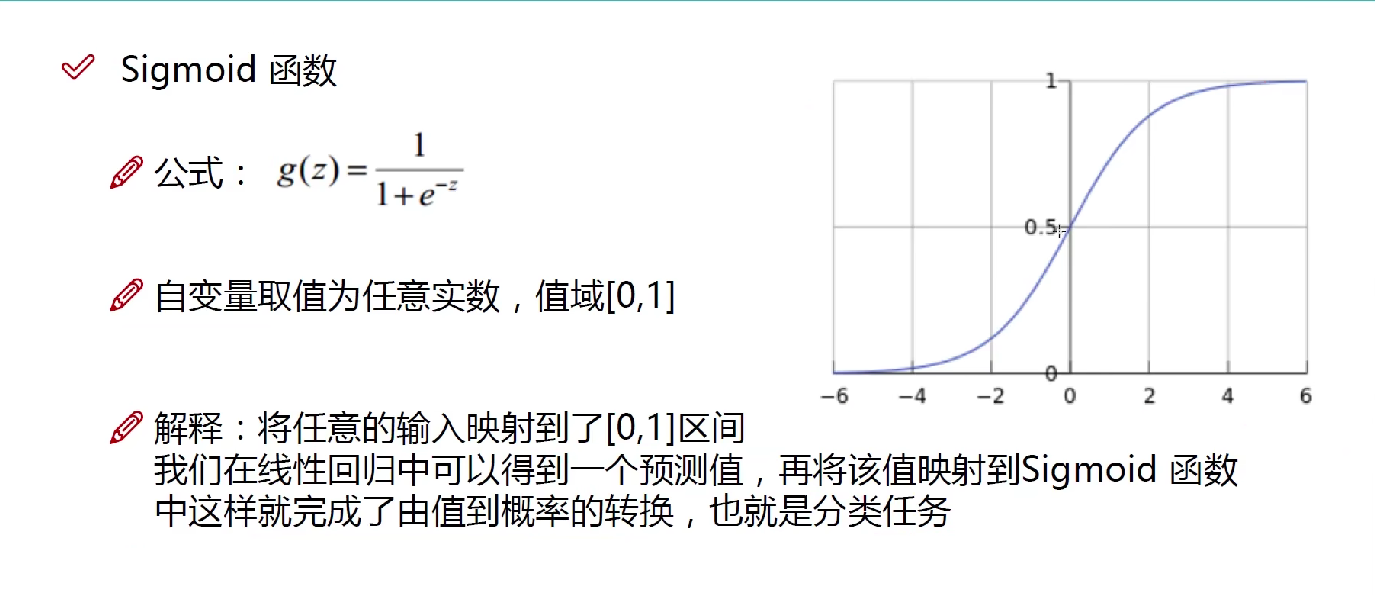 Sigmoid 函数
公式： g(z) = 1 / (1 + e^{-z})
自变量取值为任意实数，值域[0,1]
解释：将任意的输入映射到了[0,1]区间
我们在线性回归中可以得到一个预测值，再将该值映射到Sigmoid 函数
中这样就完成了由值到概率的转换，也就是分类任务
1
0.5
0
−6 −4 −2 0 2 4 6